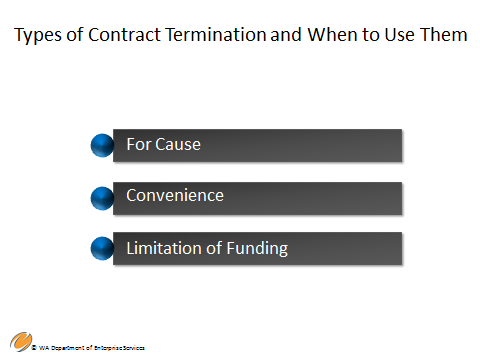 Types of Contract Termination and When to Use Them
For Cause
Convenience
Limitation of Funding
© WA Department of Enterprise Services